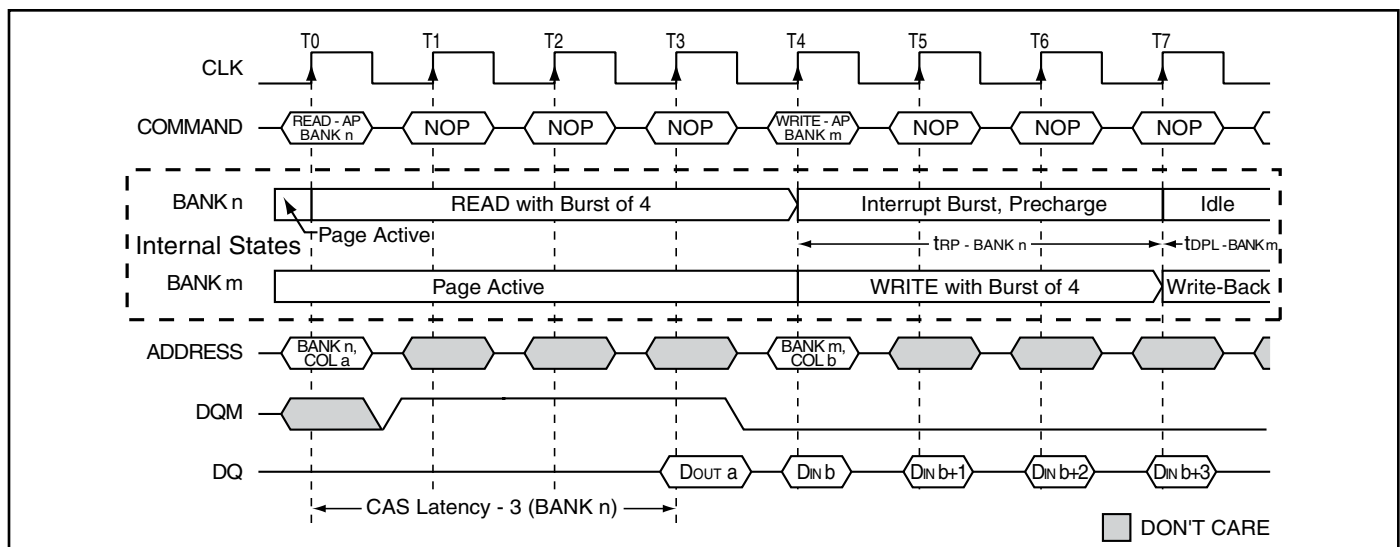 T0 T1 T2 T3 T4 T5 T6 T7
CLK
COMMAND READ - AP NOP NOP NOP WRITE - AP NOP NOP NOP
BANK n BANK m
BANK n READ with Burst of 4 Interrupt Burst, Precharge Idle
Internal States Page Active tRP - BANK n tDPL - BANK m
BANK m Page Active WRITE with Burst of 4 Write-Back
ADDRESS BANK n, BANK m,
COL a COL b
DQM
DQ DOUT a DIN b DIN b+1 DIN b+2 DIN b+3
CAS Latency - 3 (BANK n)
DON'T CARE